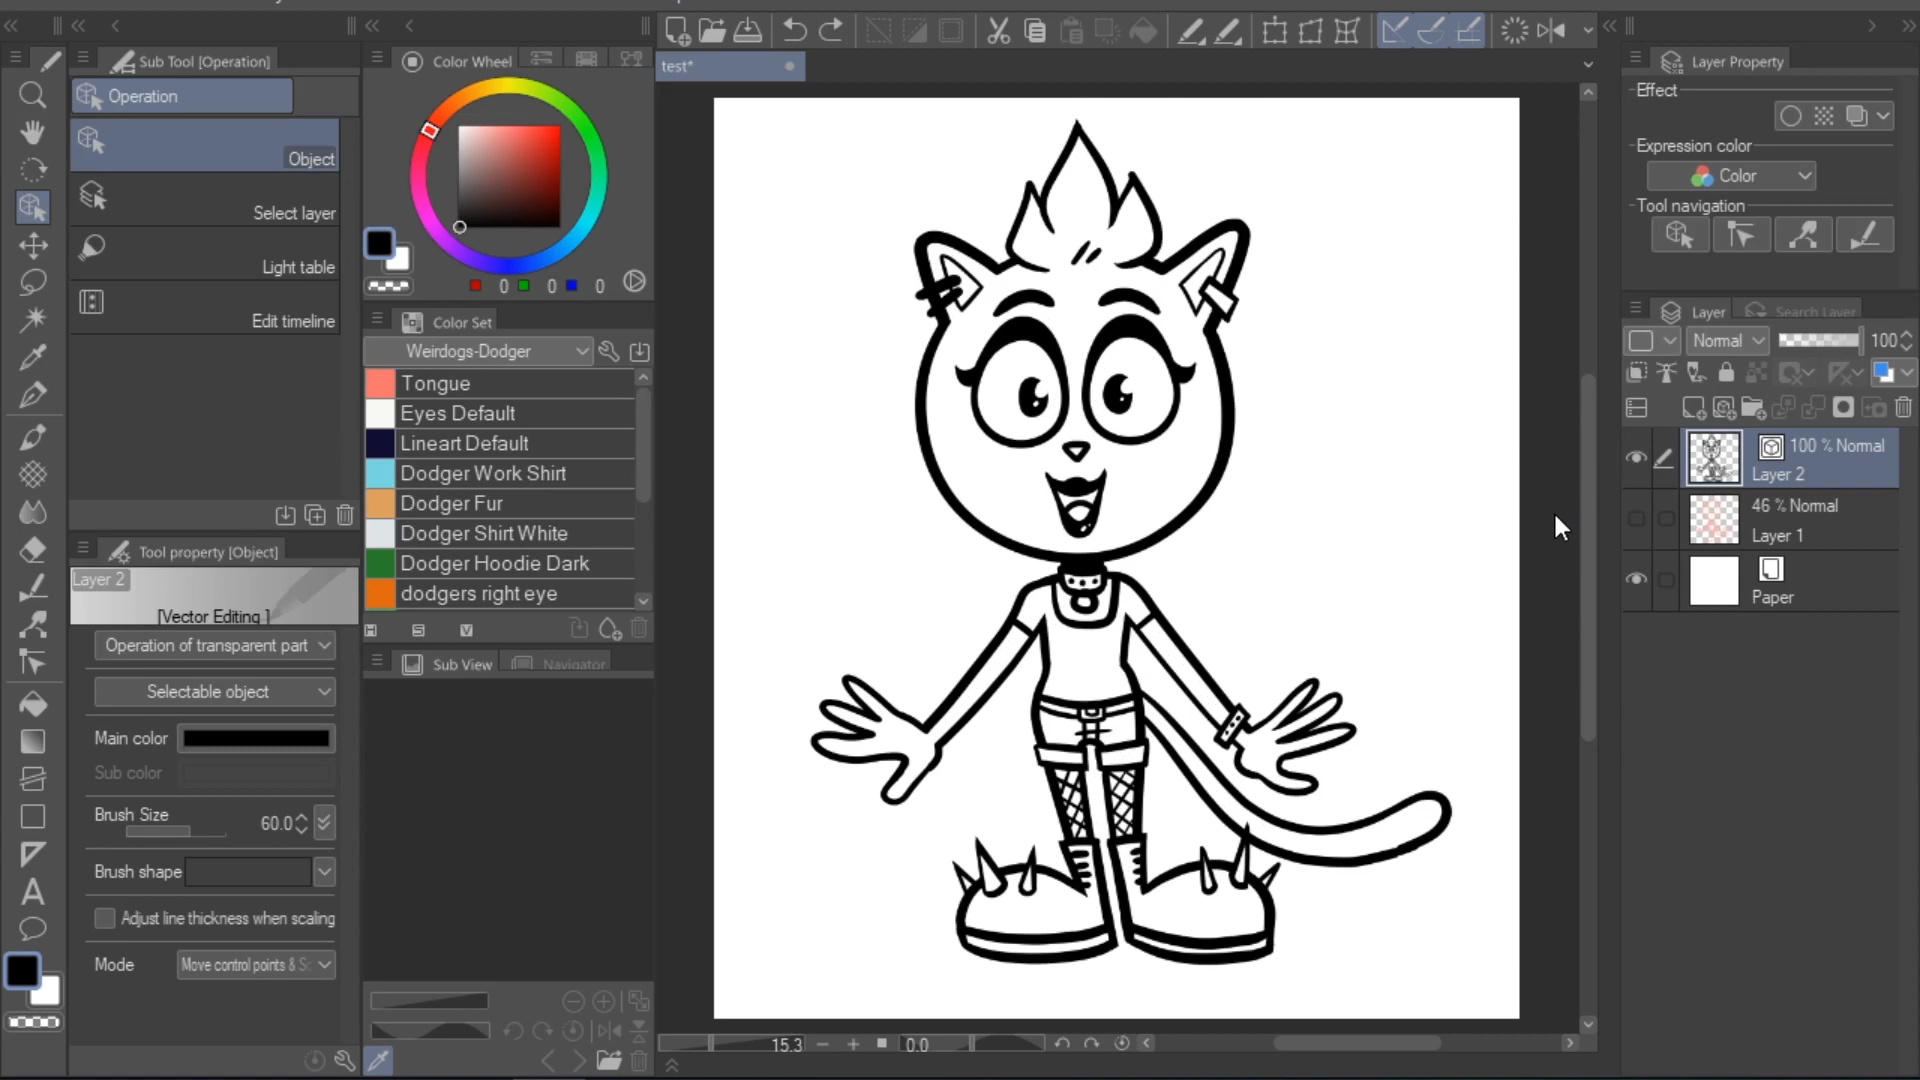 Sub Tool [Operation]
Operation
Object
Select layer
Light table
Edit timeline
Tool property [Object]
Layer 2
[Vector Editing ]
Operation of transparent part
Selectable object
Main color
Sub color
Brush Size
60.0
Brush shape
Adjust line thickness when scaling
Mode
Move control points &
Color Wheel
0
0
0
Color Set
Weirdogs-Dodger
Tongue
Eyes Default
Lineart Default
Dodger Work Shirt
Dodger Fur
Dodger Shirt White
Dodger Hoodie Dark
dodgers right eye
H
S
V
Sub View
Navigator
test*
15.3
0.0
Layer Property
Effect
Expression color
Color
Tool navigation
Layer
Search Layer
Normal
100
100 % Normal
Layer 2
46 % Normal
Layer 1
Paper